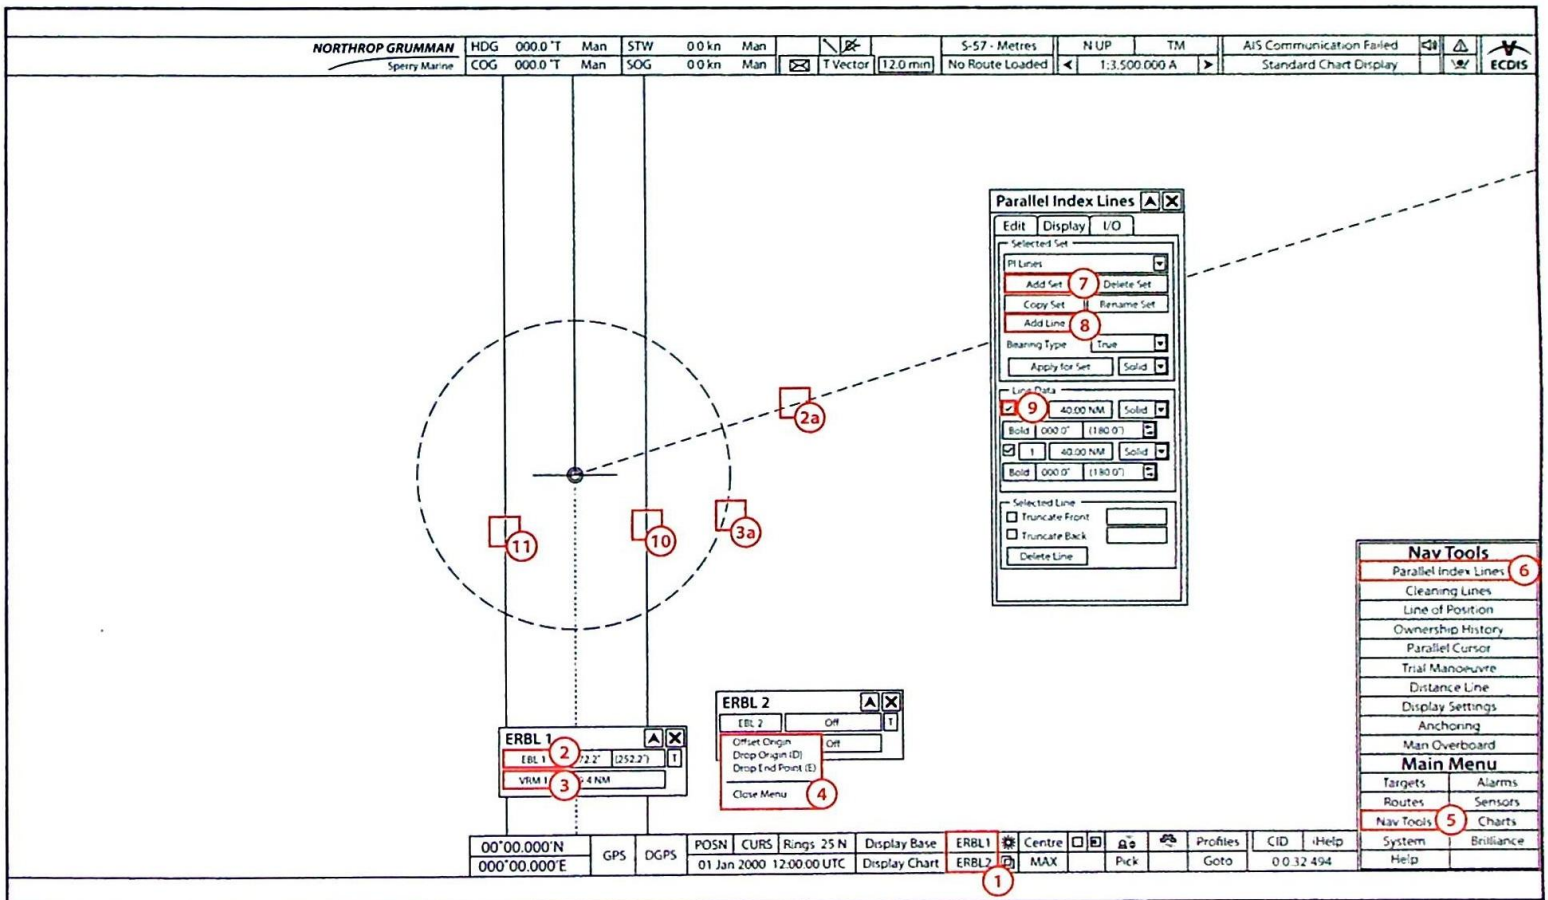 NORTHROP GRUMMAN
Sperry Marine
HDG 000.0°T Man STW 0.0 kn Man
COG 000.0°T Man SOG 0.0 kn Man
T Vector 12.0 min
S-57 - Metres N UP TM AIS Communication Failed
No Route Loaded < 1:3.500.000 A > Standard Chart Display
ECDIS
Parallel Index Lines
Edit Display I/O
Selected Set
PI Lines
Add Set 7 Delete Set
Copy Set Rename Set
Add Line 8
Bearing Type True
Apply for Set Solid
Line Data
9 40.00 NM Solid
Bold 000.0° (180.0°)
1 40.00 NM Solid
Bold 000.0° (180.0°)
Selected Line
Truncate Front
Truncate Back
Delete Line
2a
3a
10
11
Nav Tools
Parallel Index Lines 6
Cleaning Lines
Line of Position
Ownership History
Parallel Cursor
Trial Manoeuvre
Distance Line
Display Settings
Anchoring
Man Overboard
Main Menu
Targets Alarms
Routes Sensors
Nav Tools 5 Charts
System Brilliance
Help
ERBL 1
EBL 1 2 72.2° (252.2°) T
VRM 1 3 4 NM
ERBL 2
EBL 2 Off T
Off
Offset Origin
Drop Origin (D)
Drop End Point (E)
Close Menu 4
00°00.000'N
000°00.000'E
GPS DGPS
POSN CURS Rings 25 N Display Base ERBL1 Centre Profiles CID Help
01 Jan 2000 12:00:00 UTC Display Chart ERBL2 MAX Pick Goto 0.0.32 494
1